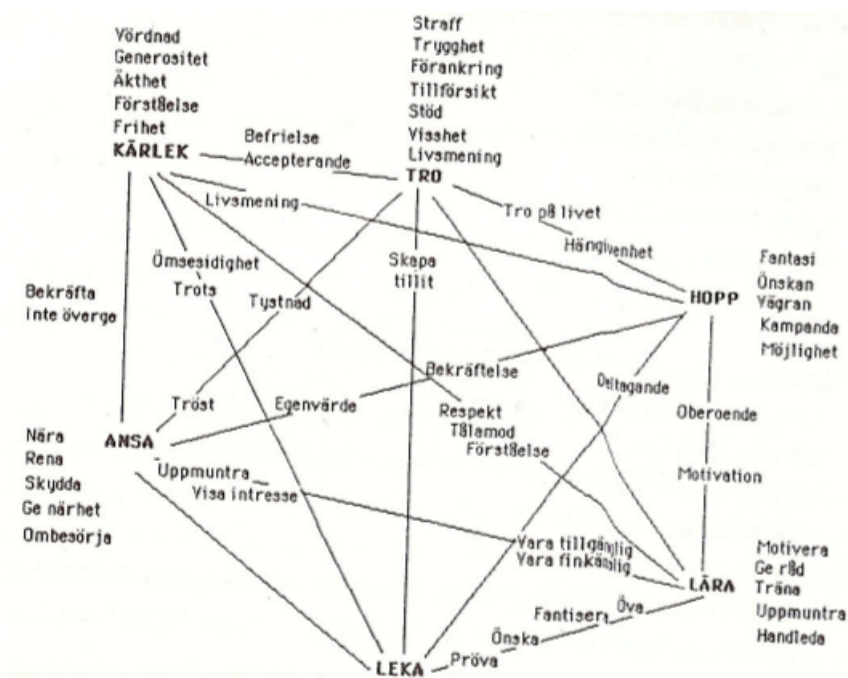 Vördnad
Generositet
Äkthet
Förståelse
Frihet
KÄRLEK
Straff
Trygghet
Förankring
Tillförsikt
Stöd
Visshet
Livsmening
TRO
Befrielse
Accepterande
Livsmening
Tro på livet
Hängivenhet
Ömsesidighet
Trots
Tystnad
Skapa
tillit
HOPP
Fantasi
Önskan
Vägran
Kampanda
Möjlighet
Bekräfta
Inte överge
Bekräftelse
Egenvärde
Tröst
Deltagande
Respekt
Tålamod
Förståelse
Oberoende
Motivation
Nära
Rena
Skydda
Ge närhet
Ombesörja
ANSA
Uppmuntra
Visa intresse
Vara tillgänglig
Vara finkänslig
LÄRA
Motivera
Ge råd
Träna
Uppmuntra
Handleda
Öva
Fantisera
Önska
Pröva
LEKA